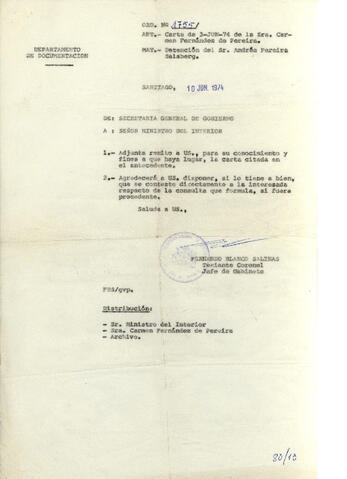 ORD. Nº 1755/
ANT.- Carta de 3-JUN-74 de la Sra. Car-
men Fernández de Pereira.
DEPARTAMENTO
DE DOCUMENTACION
MAT.- Detención del Sr. Andrés Pereira
Salsberg.
SANTIAGO, 10 JUN. 1974
DE: SECRETARIA GENERAL DE GOBIERNO
A : SEÑOR MINISTRO DEL INTERIOR
1.- Adjunto remito a US., para su conocimiento y
fines a que haya lugar, la carta citada en
el antecedente.
2.- Agradeceré a US. disponer, si lo tiene a bien,
que se conteste directamente a la interesada
respecto de la consulta que formula, si fuera
procedente.
Saluda a US.,
FERNANDO BLANCO SALINAS
Teniente Coronel
Jefe de Gabinete
FBS/gvp.
Distribución:
- Sr. Ministro del Interior
- Sra. Carmen Fernández de Pereira
- Archivo.
80/10